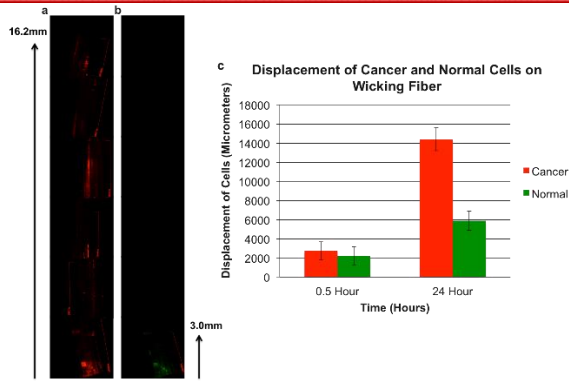 a
b
16.2mm
3.0mm
c
Displacement of Cancer and Normal Cells on
Wicking Fiber
Displacement of Cells (Micrometers)
18000
16000
14000
12000
10000
8000
6000
4000
2000
0
0.5 Hour
24 Hour
Time (Hours)
Cancer
Normal